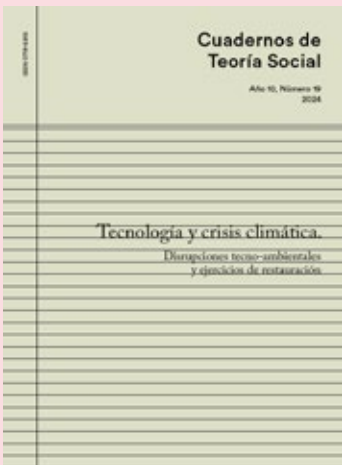 Cuadernos de
Teoría Social
Año 10, Número 19
2024
Tecnología y crisis climática.
Disrupciones tecno-ambientales
y ejercicios de restauración